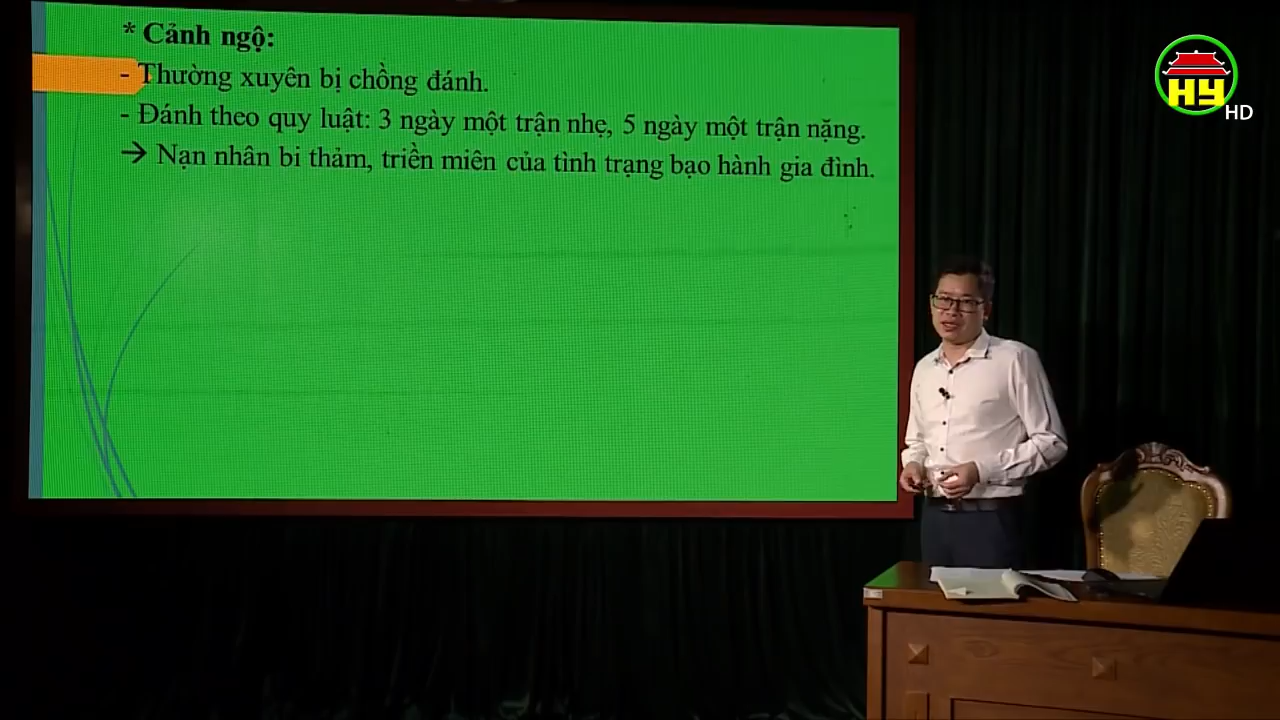 * Cảnh ngộ:
- Thường xuyên bị chồng đánh.
- Đánh theo quy luật: 3 ngày một trận nhẹ, 5 ngày một trận nặng.
→ Nạn nhân bi thảm, triền miên của tình trạng bạo hành gia đình.
HY
HD